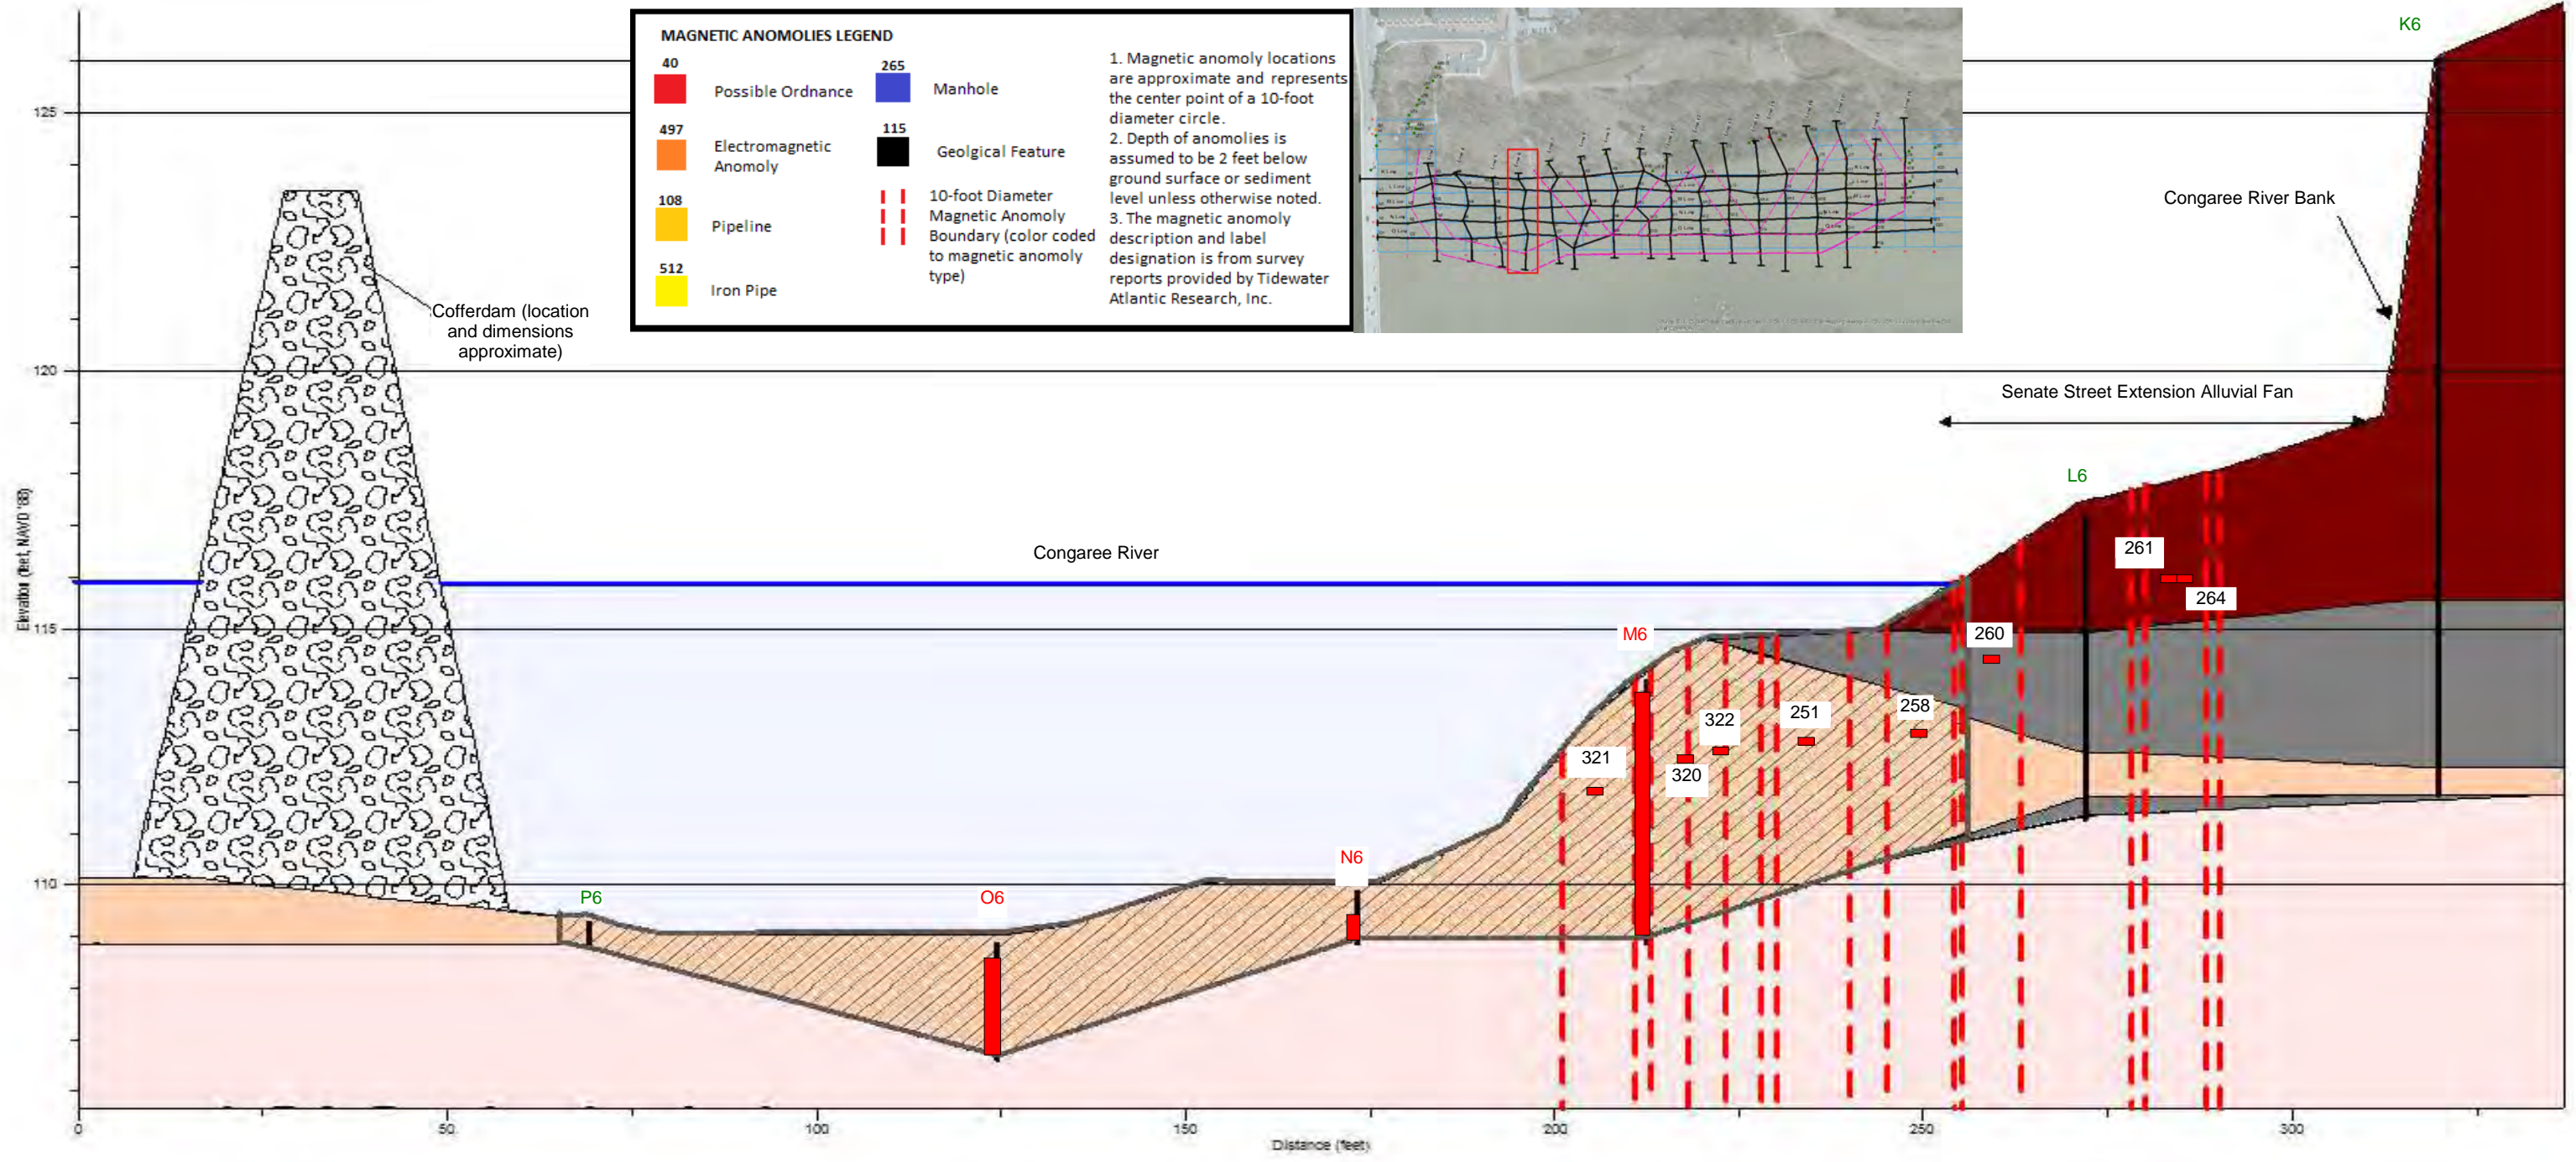 K6
MAGNETIC ANOMOLIES LEGEND
40
Possible Ordnance
497
Electromagnetic
Anomoly
108
Pipeline
512
Iron Pipe
265
Manhole
115
Geolgical Feature
10-foot Diameter
Magnetic Anomoly
Boundary (color coded
to magnetic anomoly
type)
1. Magnetic anomoly locations
are approximate and represents
the center point of a 10-foot
diameter circle.
2. Depth of anomolies is
assumed to be 2 feet below
ground surface or sediment
level unless otherwise noted.
3. The magnetic anomoly
description and label
designation is from survey
reports provided by Tidewater
Atlantic Research, Inc.
125
Congaree River Bank
Cofferdam (location
and dimensions
approximate)
120
Senate Street Extension Alluvial Fan
L6
Elevation (feet, NAVD '88)
Congaree River
261
264
115
M6
260
258
251
322
321
320
N6
110
P6
O6
0
50
100
150
200
250
300
Distance (feet)